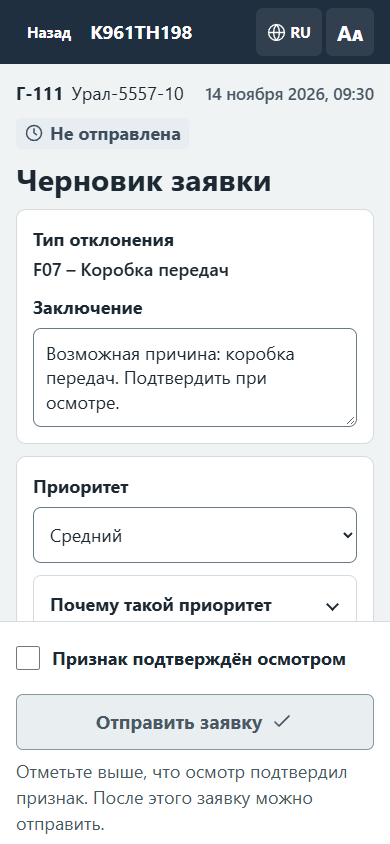 Назад К961ТН198 RU Aa
Г-111 Урал-5557-10 14 ноября 2026, 09:30
Не отправлена
Черновик заявки
Тип отклонения
F07 – Коробка передач
Заключение
Возможная причина: коробка
передач. Подтвердить при
осмотре.
Приоритет
Средний
Почему такой приоритет
Признак подтверждён осмотром
Отправить заявку
Отметьте выше, что осмотр подтвердил
признак. После этого заявку можно
отправить.